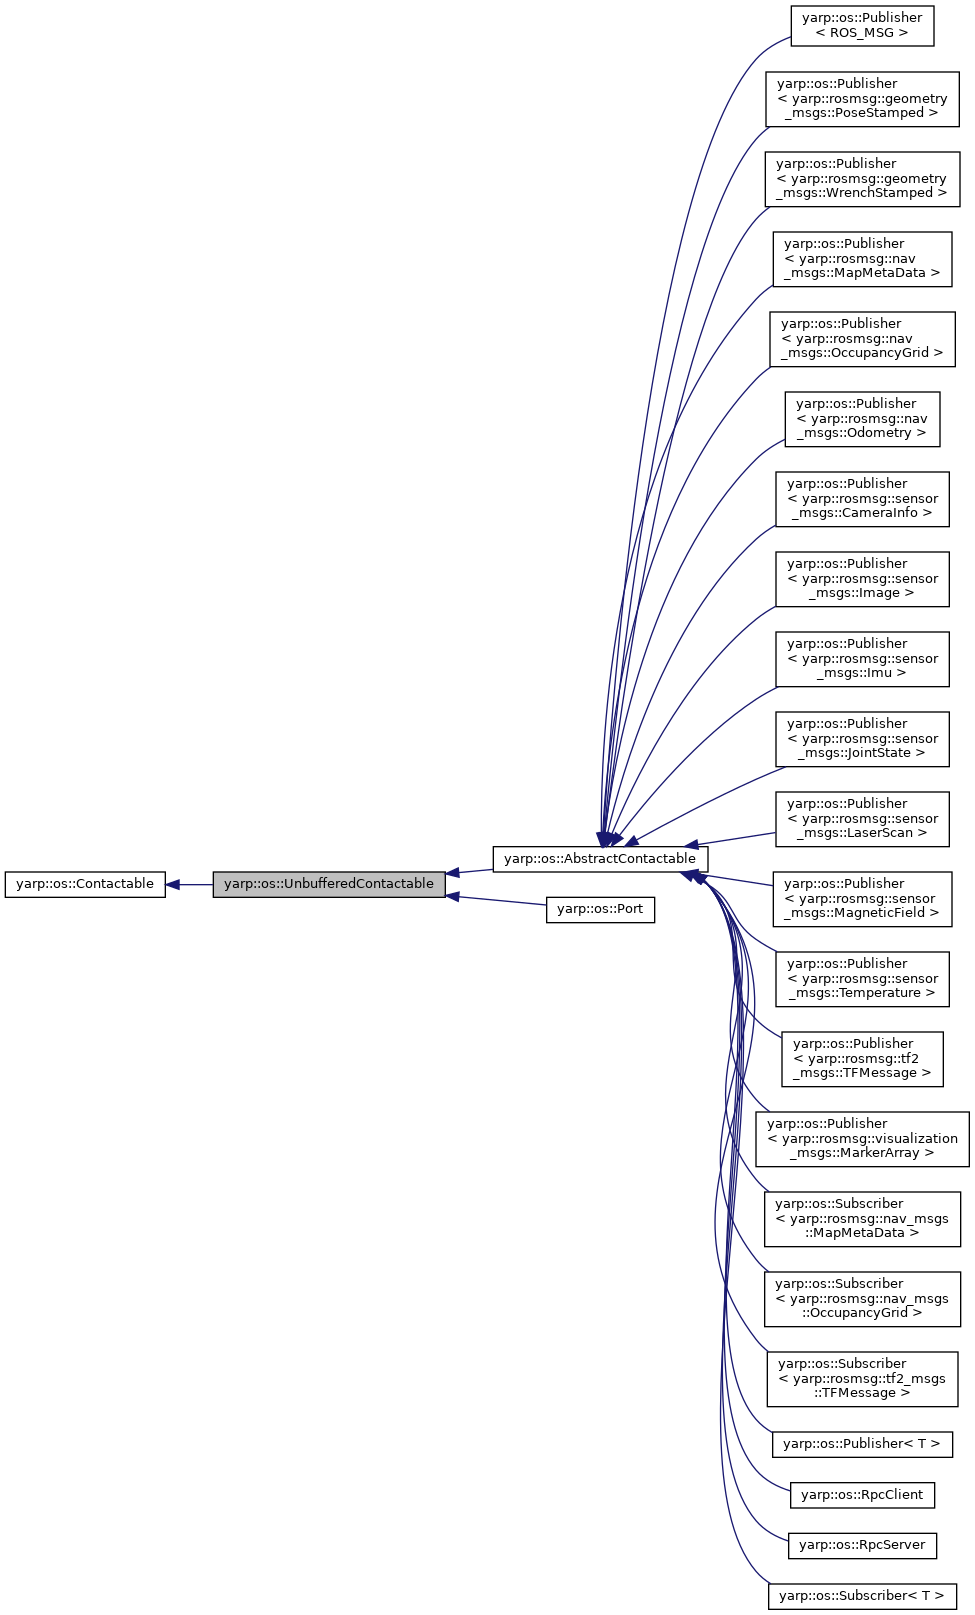 yarp::os::Publisher
< ROS_MSG >
yarp::os::Publisher
< yarp::rosmsg::geometry
_msgs::PoseStamped >
yarp::os::Publisher
< yarp::rosmsg::geometry
_msgs::WrenchStamped >
yarp::os::Publisher
< yarp::rosmsg::nav
_msgs::MapMetaData >
yarp::os::Publisher
< yarp::rosmsg::nav
_msgs::OccupancyGrid >
yarp::os::Publisher
< yarp::rosmsg::nav
_msgs::Odometry >
yarp::os::Publisher
< yarp::rosmsg::sensor
_msgs::CameraInfo >
yarp::os::Publisher
< yarp::rosmsg::sensor
_msgs::Image >
yarp::os::Publisher
< yarp::rosmsg::sensor
_msgs::Imu >
yarp::os::Publisher
< yarp::rosmsg::sensor
_msgs::JointState >
yarp::os::Publisher
< yarp::rosmsg::sensor
_msgs::LaserScan >
yarp::os::AbstractContactable
yarp::os::Contactable
yarp::os::UnbufferedContactable
yarp::os::Port
yarp::os::Publisher
< yarp::rosmsg::sensor
_msgs::MagneticField >
yarp::os::Publisher
< yarp::rosmsg::sensor
_msgs::Temperature >
yarp::os::Publisher
< yarp::rosmsg::tf2
_msgs::TFMessage >
yarp::os::Publisher
< yarp::rosmsg::visualization
_msgs::MarkerArray >
yarp::os::Subscriber
< yarp::rosmsg::nav_msgs
::MapMetaData >
yarp::os::Subscriber
< yarp::rosmsg::nav_msgs
::OccupancyGrid >
yarp::os::Subscriber
< yarp::rosmsg::tf2_msgs
::TFMessage >
yarp::os::Publisher< T >
yarp::os::RpcClient
yarp::os::RpcServer
yarp::os::Subscriber< T >